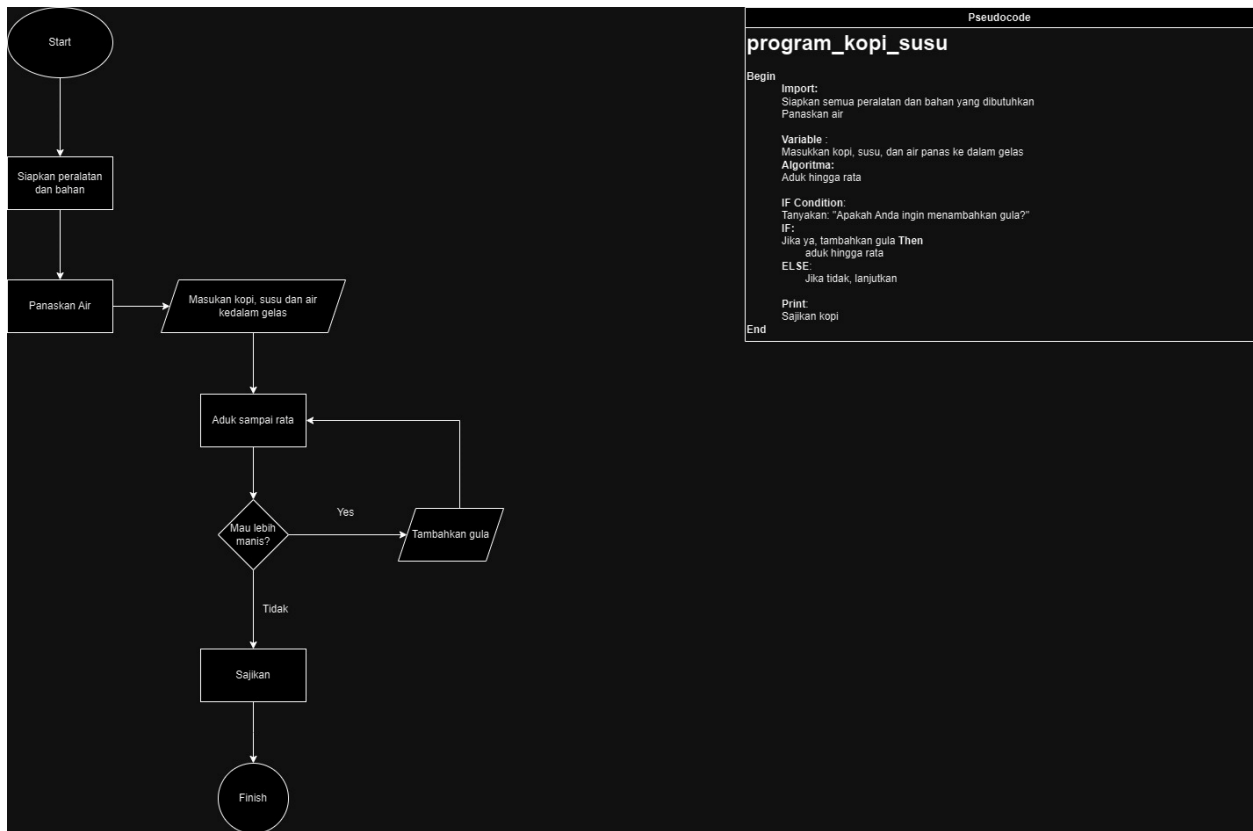 Start
Siapkan peralatan
dan bahan
Panaskan Air
Masukan kopi, susu dan air
kedalam gelas
Aduk sampai rata
Mau lebih
manis?
Yes
Tambahkan gula
Tidak
Sajikan
Finish
Pseudocode
program_kopi_susu
Begin
Import:
Siapkan semua peralatan dan bahan yang dibutuhkan
Panaskan air
Variable :
Masukkan kopi, susu, dan air panas ke dalam gelas
Algoritma:
Aduk hingga rata
IF Condition:
Tanyakan: "Apakah Anda ingin menambahkan gula?"
IF:
Jika ya, tambahkan gula Then
aduk hingga rata
ELSE:
Jika tidak, lanjutkan
Print:
Sajikan kopi
End